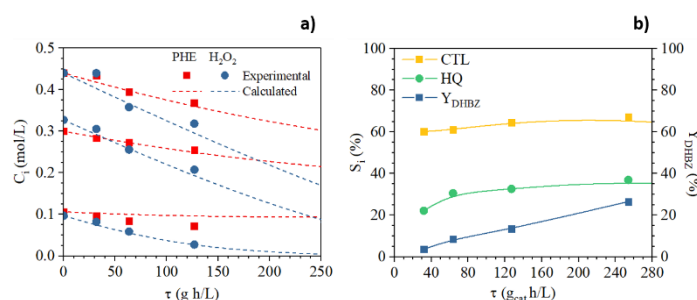 a)
PHE H₂O₂
Experimental
Calculated
0.5
0.4
0.3
0.2
0.1
0.0
Cᵢ (mol/L)
0 50 100 150 200 250
τ (g h/L)
b)
CTL
HQ
Y_DHBZ
100
80
60
40
20
0
Sᵢ (%)
100
80
60
40
20
0
Y_DHBZ (%)
0 40 80 120 160 200 240 280
τ (g_cat h/L)